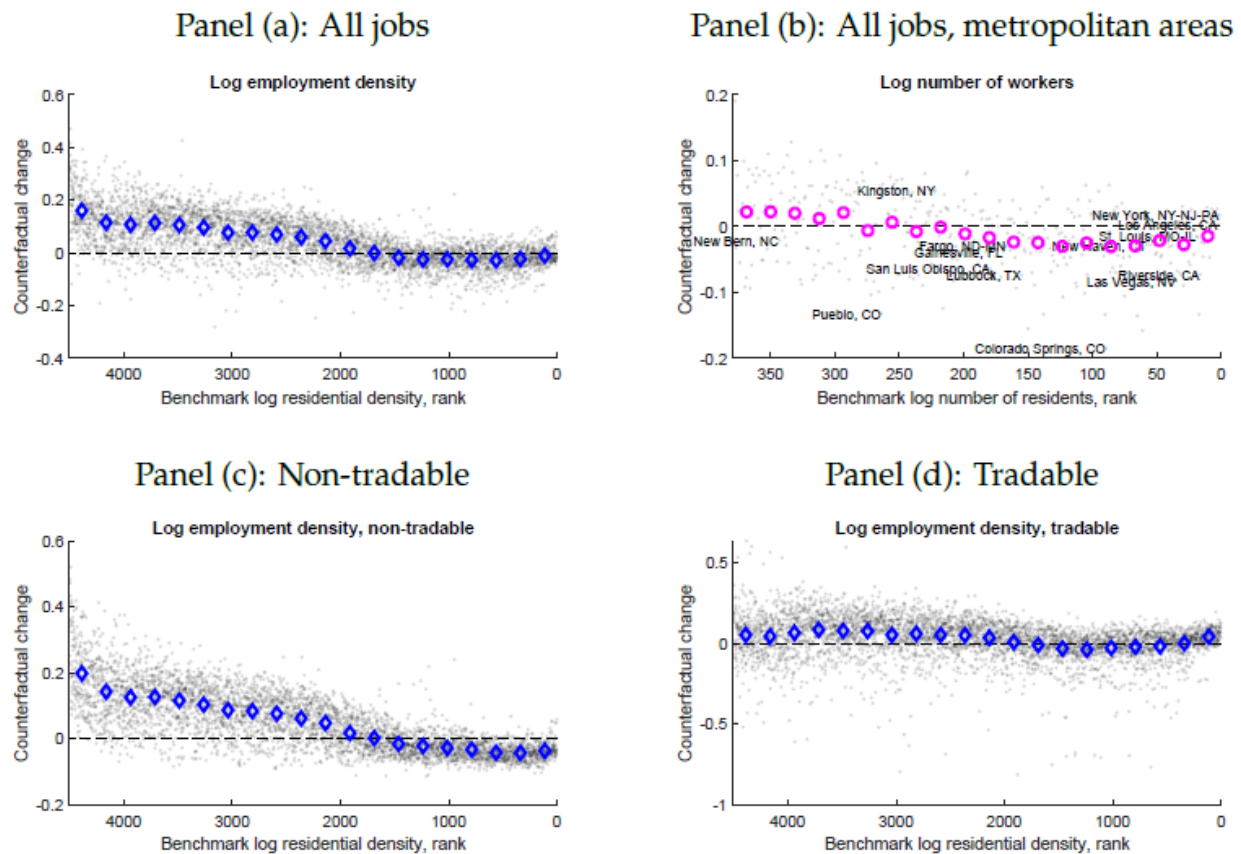 Panel (a): All jobs
Log employment density
Counterfactual change
0.6
0.4
0.2
0
-0.2
-0.4
4000 3000 2000 1000 0
Benchmark log residential density, rank
Panel (b): All jobs, metropolitan areas
Log number of workers
Counterfactual change
0.2
0.1
0
-0.1
-0.2
Kingston, NY
New York, NY-NJ-PA
Los Angeles, CA
St. Louis, MO-IL
New Bern, NC
Fargo, ND-MN
New Haven, CT
Gainesville, FL
San Luis Obispo, CA
Lubbock, TX
Riverside, CA
Las Vegas, NV
Pueblo, CO
Colorado Springs, CO
350 300 250 200 150 100 50 0
Benchmark log number of residents, rank
Panel (c): Non-tradable
Log employment density, non-tradable
Counterfactual change
0.6
0.4
0.2
0
-0.2
4000 3000 2000 1000 0
Benchmark log residential density, rank
Panel (d): Tradable
Log employment density, tradable
Counterfactual change
0.5
0
-0.5
-1
4000 3000 2000 1000 0
Benchmark log residential density, rank